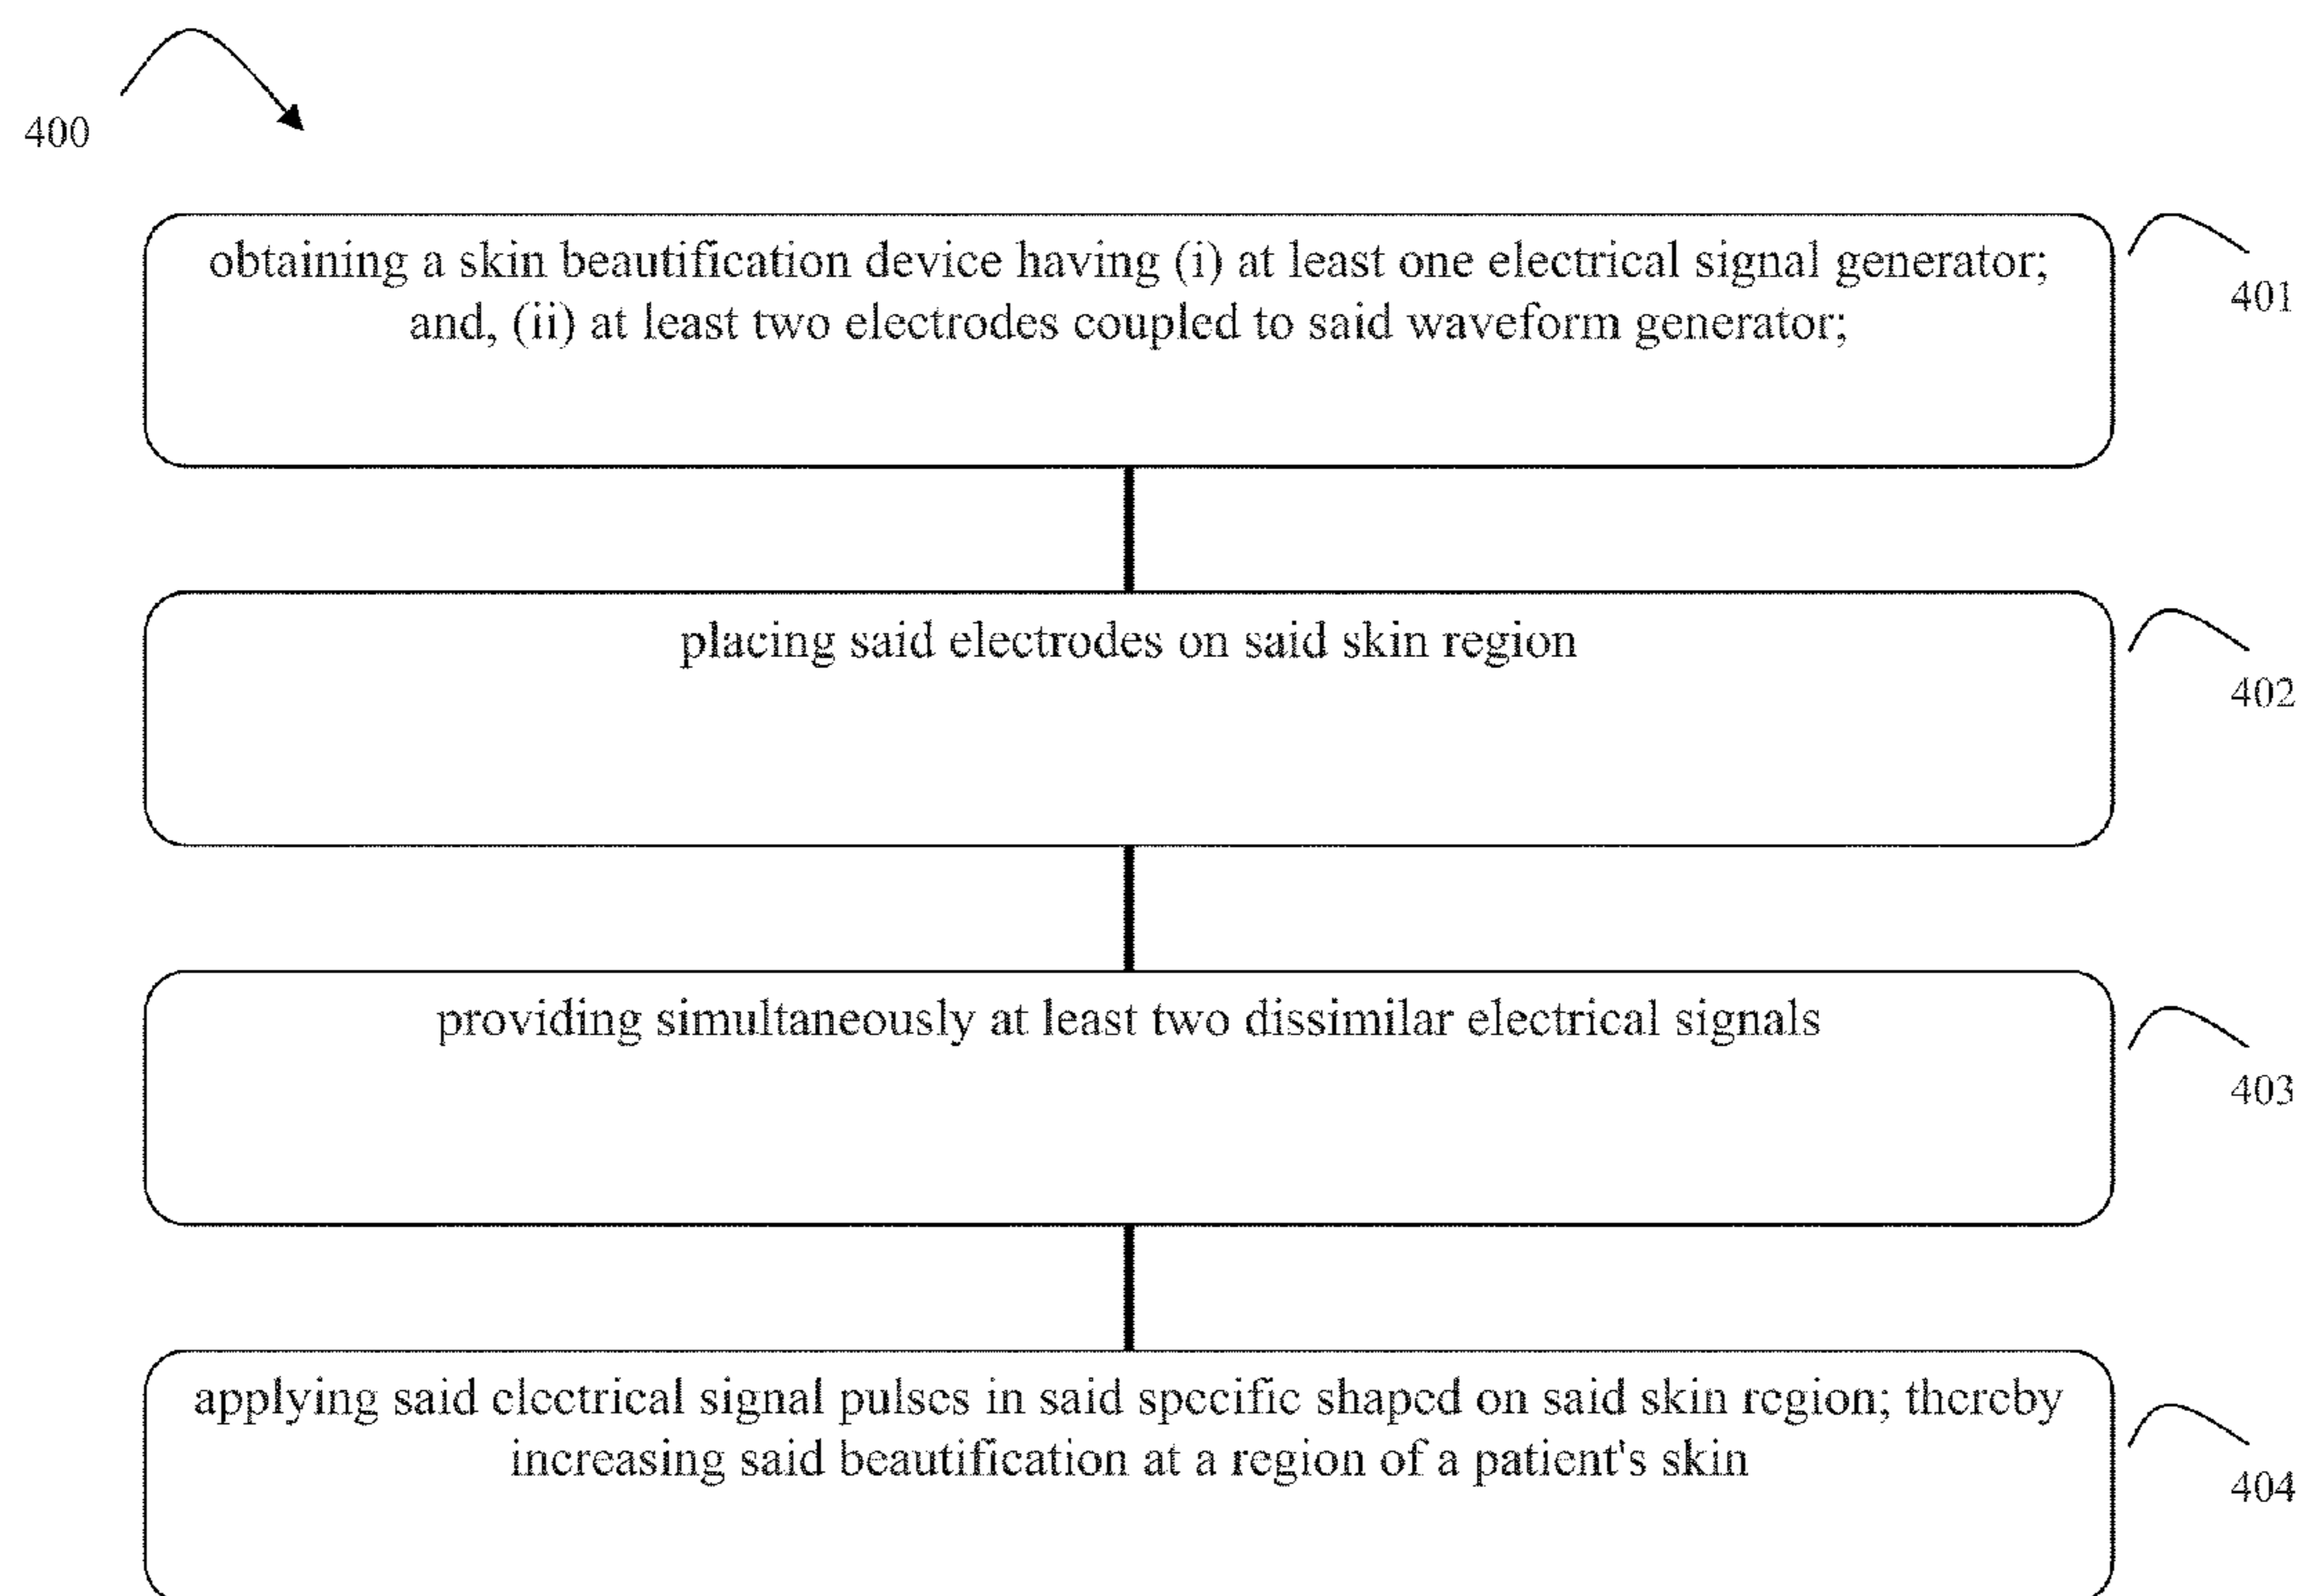 400
obtaining a skin beautification device having (i) at least one electrical signal generator;
and, (ii) at least two electrodes coupled to said waveform generator;
401
placing said electrodes on said skin region
402
providing simultaneously at least two dissimilar electrical signals
403
applying said electrical signal pulses in said specific shaped on said skin region; thereby
increasing said beautification at a region of a patient's skin
404